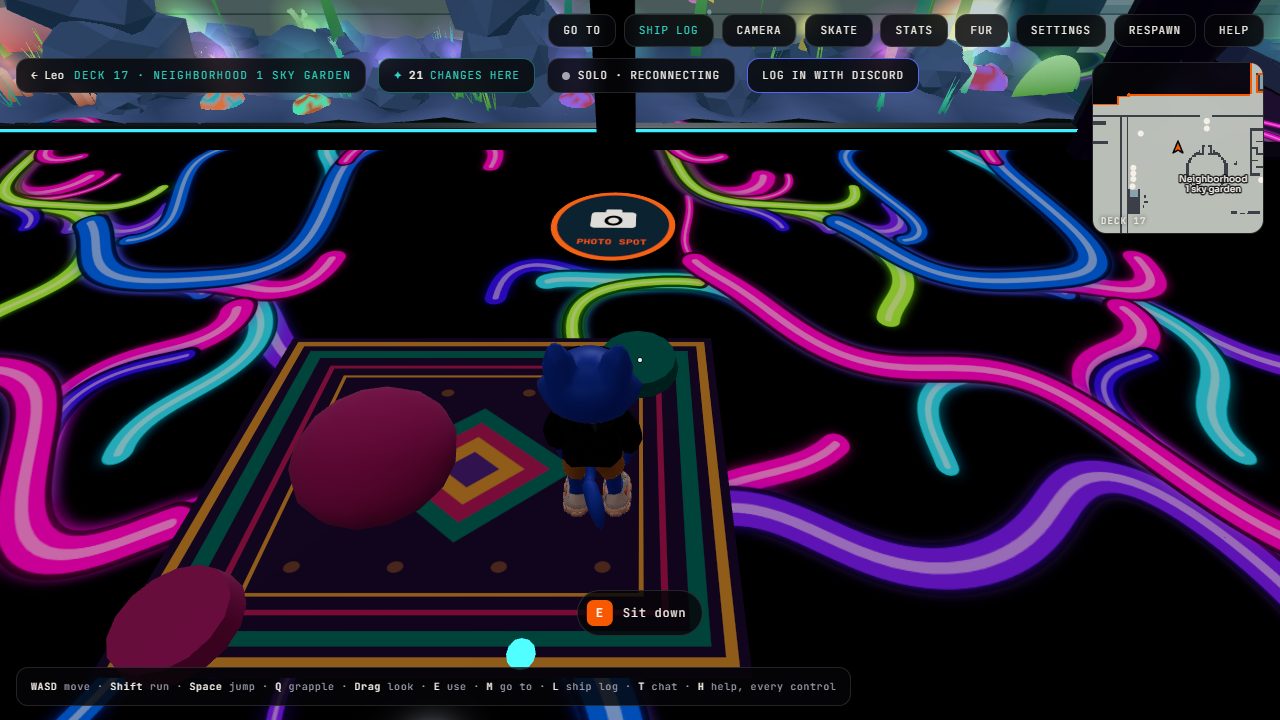 GO TO
SHIP LOG
CAMERA
SKATE
STATS
FUR
SETTINGS
RESPAWN
HELP
← Leo DECK 17 · NEIGHBORHOOD 1 SKY GARDEN
✦ 21 CHANGES HERE
SOLO · RECONNECTING
LOG IN WITH DISCORD
Neighborhood
1 sky garden
DECK 17
PHOTO SPOT
E Sit down
WASD move · Shift run · Space jump · Q grapple · Drag look · E use · M go to · L ship log · T chat · H help, every control